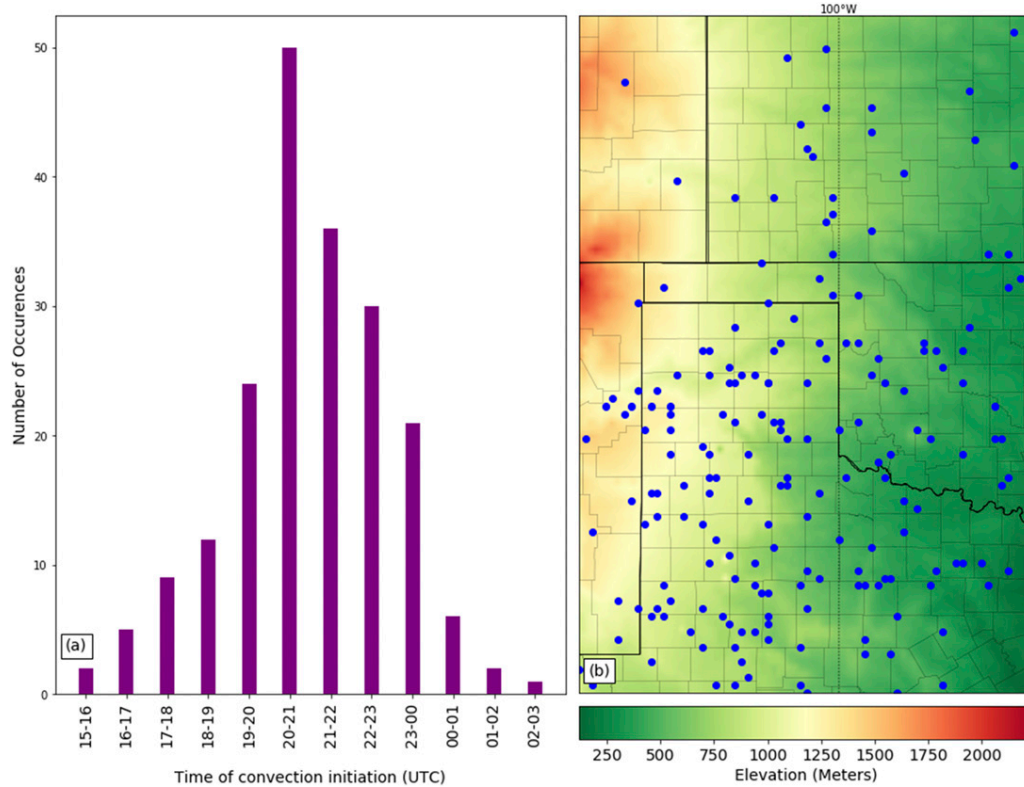 100°W
50
40
30
20
10
0
Number of Occurences
(a)
(b)
15-16
16-17
17-18
18-19
19-20
20-21
21-22
22-23
23-00
00-01
01-02
02-03
Time of convection initiation (UTC)
250 500 750 1000 1250 1500 1750 2000
Elevation (Meters)